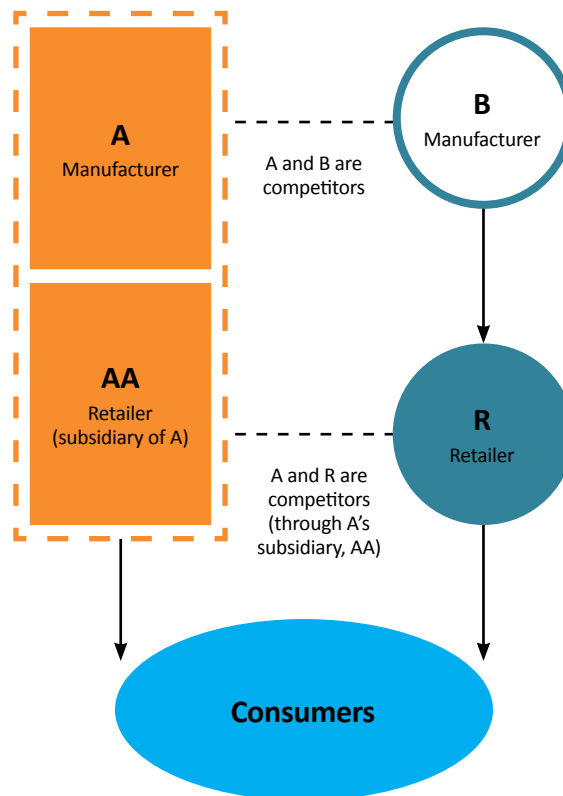 A
Manufacturer
B
Manufacturer
A and B are
competitors
AA
Retailer
(subsidiary of A)
R
Retailer
A and R are
competitors
(through A’s
subsidiary, AA)
Consumers